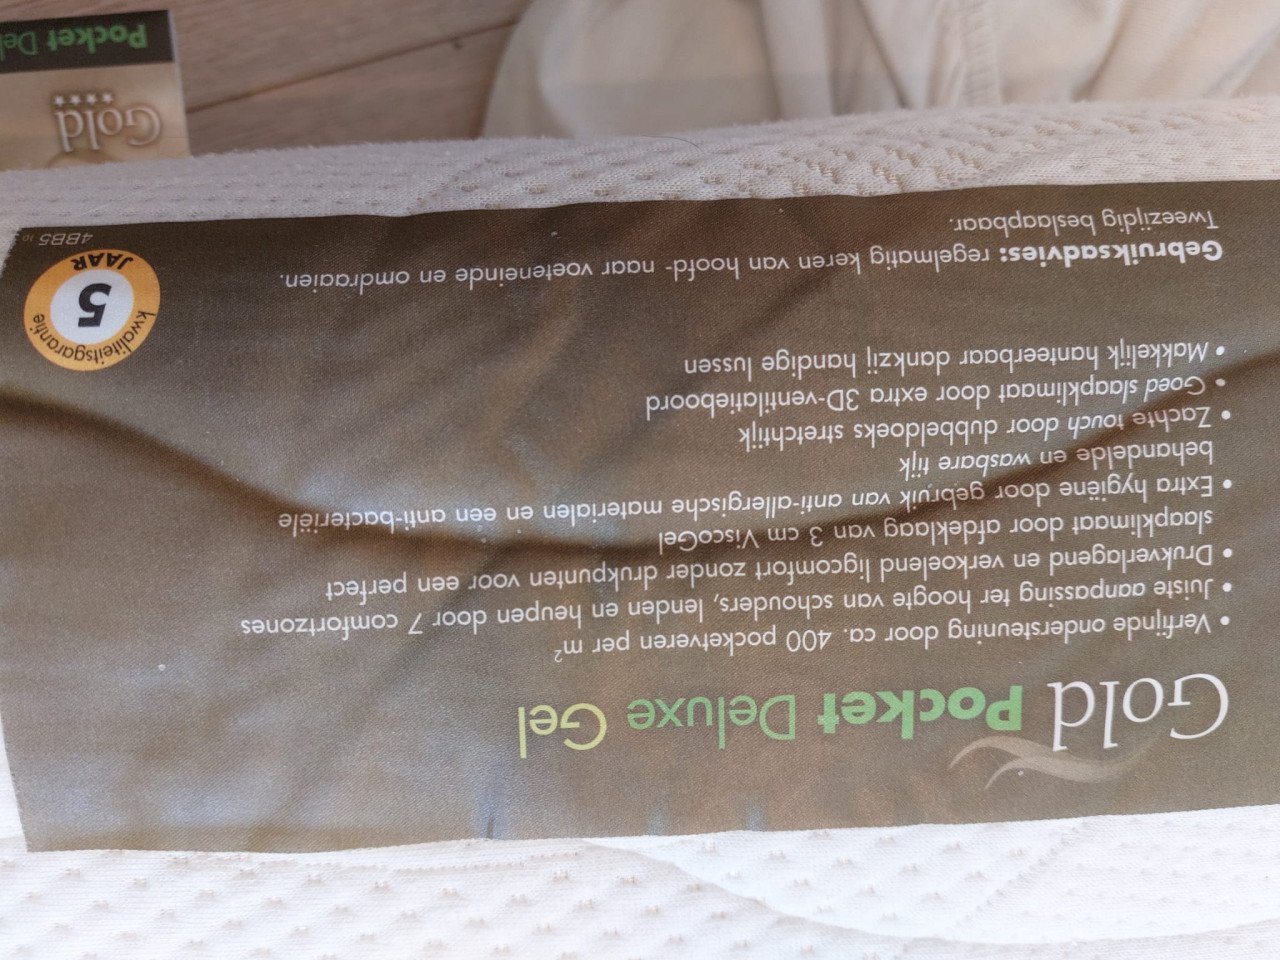 Gold Pocket Deluxe Gel
• Verfijnde ondersteuning door ca. 400 pocketveren per m²
• Juiste aanpassing ter hoogte van schouders, lenden en heupen door 7 comfortzones
• Drukverlagend en verkoelend ligcomfort zonder drukpunten voor een perfect
slaapklimaat door afdeklaag van 3 cm ViscoGel
• Extra hygiëne door gebruik van anti-allergische materialen en een anti-bacteriële
behandelde en wasbare tijk
• Zachte touch door dubbeldoeks stretchtijk
• Goed slaapklimaat door extra 3D-ventilatieboord
• Makkelijk hanteerbaar dankzij handige lussen
Gebruiksadvies: regelmatig keren van hoofd- naar voeteneinde en omdraaien.
Tweezijdig beslaapbaar.
kwaliteitsgarantie
5
JAAR
4BB5 10
Gold
Pocket Del